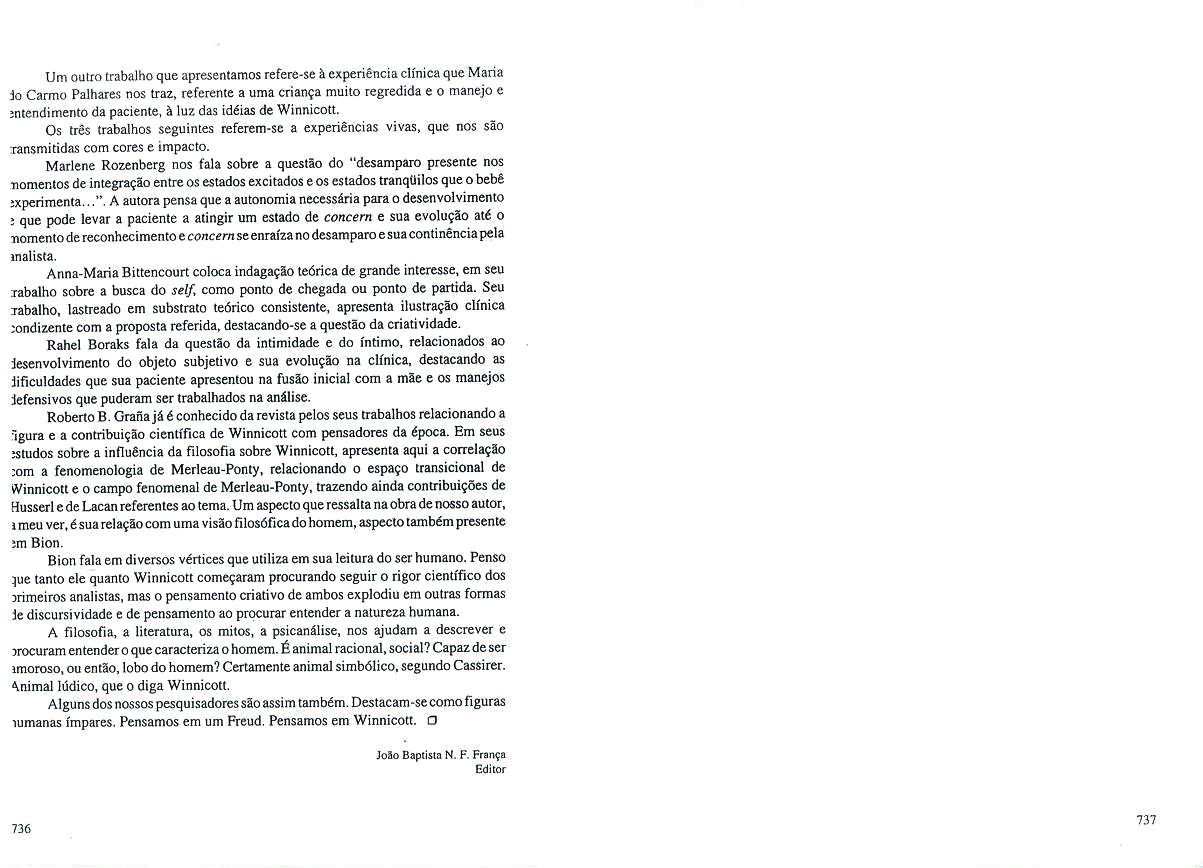 Um outro trabalho que apresentamos refere-se à experiência clínica que Maria
do Carmo Palhares nos traz, referente a uma criança muito regredida e o manejo e
entendimento da paciente, à luz das idéias de Winnicott.
Os três trabalhos seguintes referem-se a experiências vivas, que nos são
transmitidas com cores e impacto.
Marlene Rozenberg nos fala sobre a questão do “desamparo presente nos
momentos de integração entre os estados excitados e os estados tranqüilos que o bebê
experimenta...”. A autora pensa que a autonomia necessária para o desenvolvimento
e que pode levar a paciente a atingir um estado de concern e sua evolução até o
momento de reconhecimento e concern se enraíza no desamparo e sua continência pela
analista.
Anna-Maria Bittencourt coloca indagação teórica de grande interesse, em seu
trabalho sobre a busca do self, como ponto de chegada ou ponto de partida. Seu
trabalho, lastreado em substrato teórico consistente, apresenta ilustração clínica
condizente com a proposta referida, destacando-se a questão da criatividade.
Rahel Boraks fala da questão da intimidade e do íntimo, relacionados ao
desenvolvimento do objeto subjetivo e sua evolução na clínica, destacando as
dificuldades que sua paciente apresentou na fusão inicial com a mãe e os manejos
defensivos que puderam ser trabalhados na análise.
Roberto B. Graña já é conhecido da revista pelos seus trabalhos relacionando a
figura e a contribuição científica de Winnicott com pensadores da época. Em seus
estudos sobre a influência da filosofia sobre Winnicott, apresenta aqui a correlação
com a fenomenologia de Merleau-Ponty, relacionando o espaço transicional de
Winnicott e o campo fenomenal de Merleau-Ponty, trazendo ainda contribuições de
Husserl e de Lacan referentes ao tema. Um aspecto que ressalta na obra de nosso autor,
a meu ver, é sua relação com uma visão filosófica do homem, aspecto também presente
em Bion.
Bion fala em diversos vértices que utiliza em sua leitura do ser humano. Penso
que tanto ele quanto Winnicott começaram procurando seguir o rigor científico dos
primeiros analistas, mas o pensamento criativo de ambos explodiu em outras formas
de discursividade e de pensamento ao procurar entender a natureza humana.
A filosofia, a literatura, os mitos, a psicanálise, nos ajudam a descrever e
procuram entender o que caracteriza o homem. É animal racional, social? Capaz de ser
amoroso, ou então, lobo do homem? Certamente animal simbólico, segundo Cassirer.
Animal lúdico, que o diga Winnicott.
Alguns dos nossos pesquisadores são assim também. Destacam-se como figuras
humanas ímpares. Pensamos em um Freud. Pensamos em Winnicott. ❐
João Baptista N. F. França
Editor
736
737